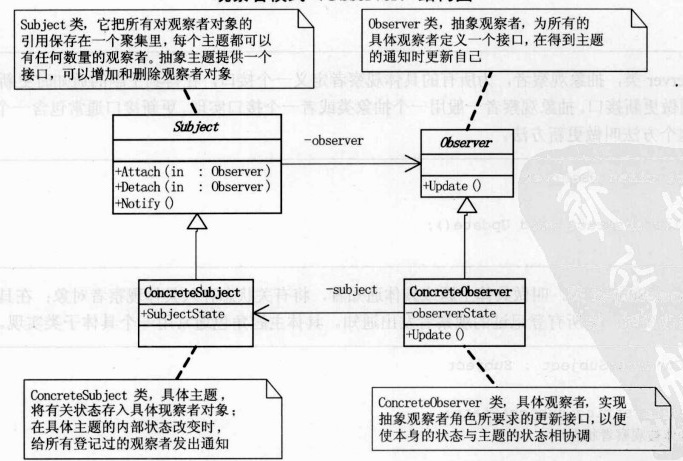 Subject 类，它把所有对观察者对象的
引用保存在一个聚集里，每个主题都可以
有任何数量的观察者。抽象主题提供一个
接口，可以增加和删除观察者对象
Observer 类，抽象观察者，为所有的
具体观察者定义一个接口，在得到主题
的通知时更新自己
Subject
+Attach(in : Observer)
+Detach(in : Observer)
+Notify()
-observer
Observer
+Update()
ConcreteSubject
+SubjectState
-subject
ConcreteObserver
observerState
+Update()
ConcreteSubject 类，具体主题，
将有关状态存入具体现察者对象；
在具体主题的内部状态改变时，
给所有登记过的观察者发出通知
ConcreteObserver 类，具体观察者，实现
抽象观察者角色所要求的更新接口，以便
使本身的状态与主题的状态相协调